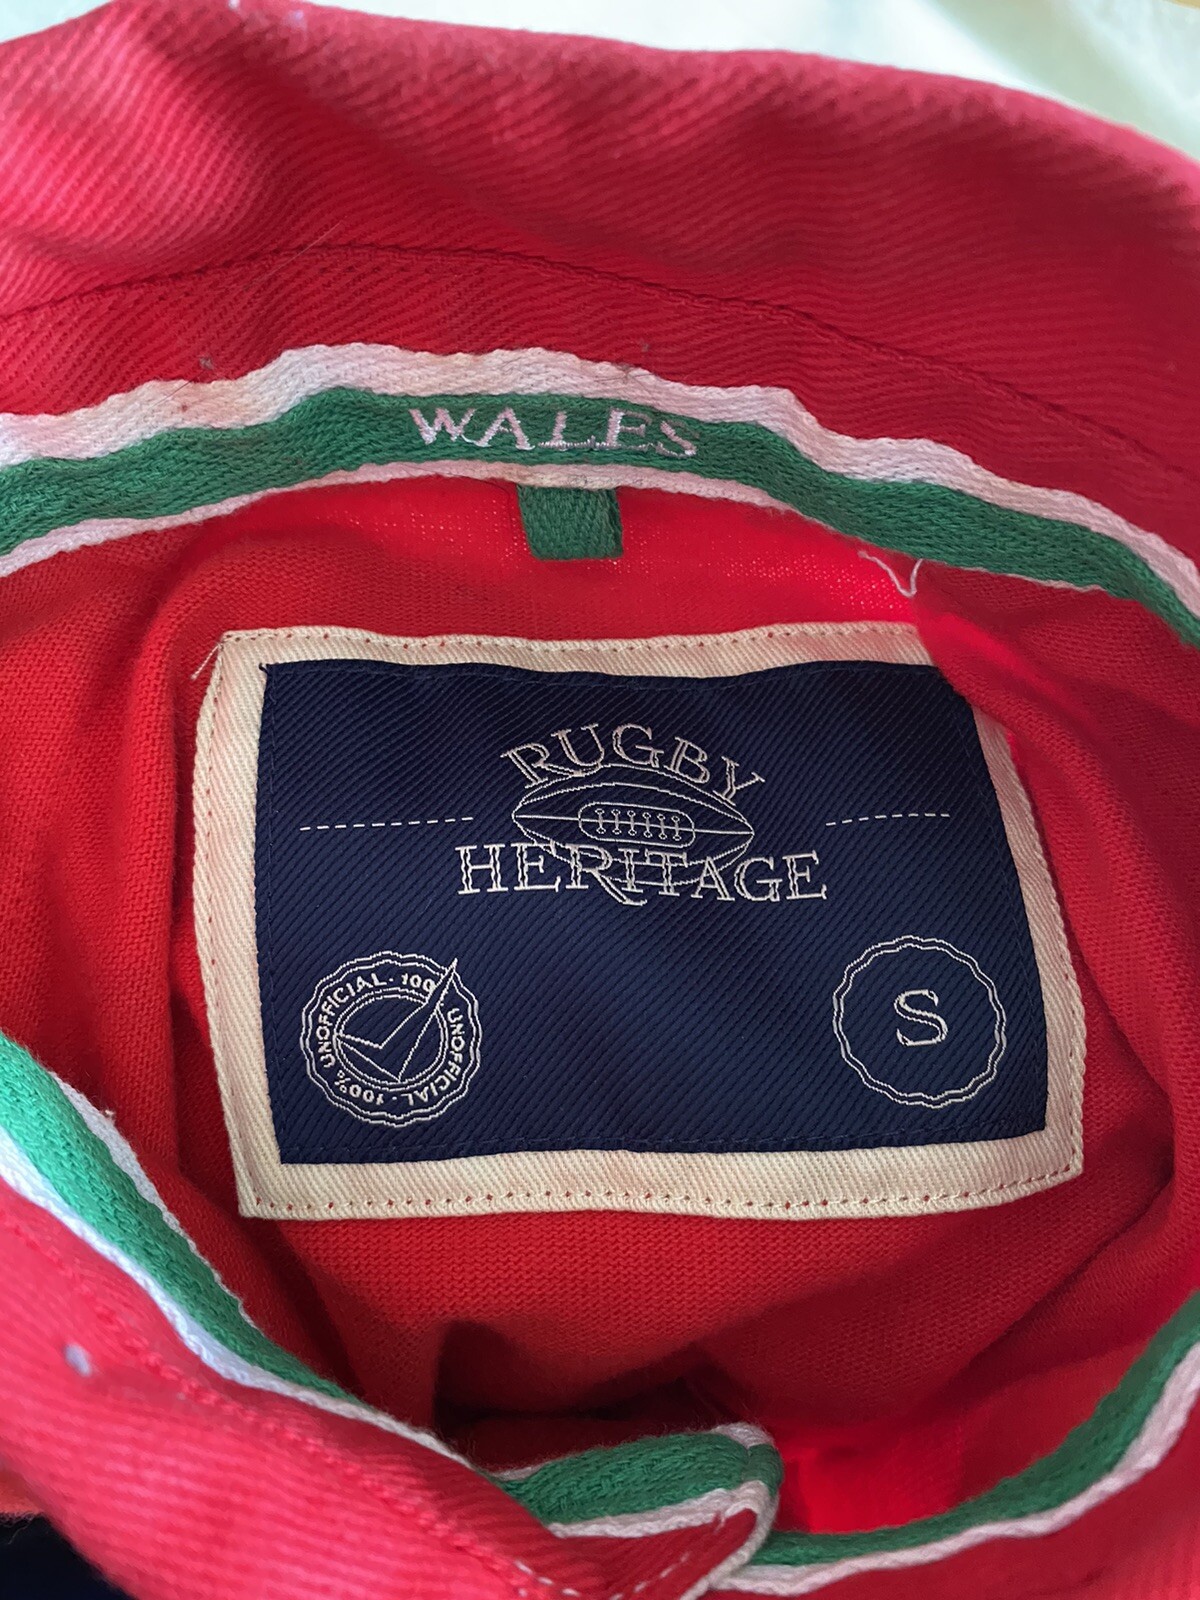 WALES
RUGBY
HERITAGE
UNOFFICIAL · 100% UNOFFICIAL · 100%
S